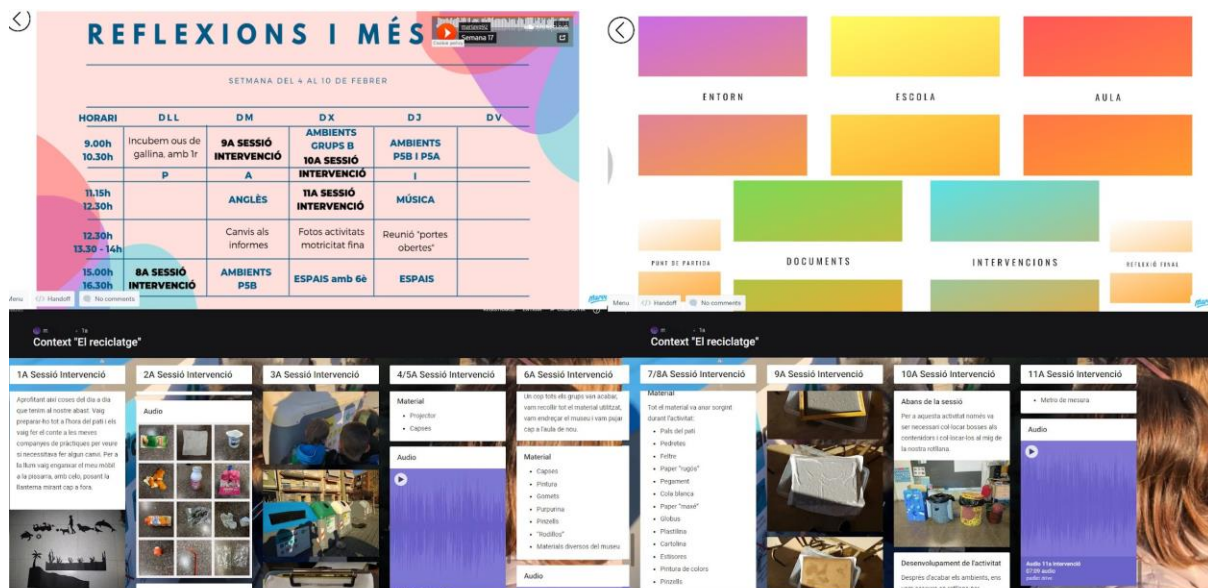 REFLEXIONS I MÉS
Semana 17
SETMANA DEL 4 AL 10 DE FEBRER
HORARI DLL DM DX DJ DV
9.00h
10.30h
Incubem ous de
gallina, amb 1r
9A SESSIÓ
INTERVENCIÓ
AMBIENTS
GRUPS B
10A SESSIÓ
INTERVENCIÓ
AMBIENTS
P5B I P5A
P A I
11.15h
12.30h
ANGLÈS
11A SESSIÓ
INTERVENCIÓ
MÚSICA
12.30h
13.30 - 14h
Canvis als
informes
Fotos activitats
motricitat fina
Reunió "portes
obertes"
15.00h
16.30h
8A SESSIÓ
INTERVENCIÓ
AMBIENTS
P5B
ESPAIS amb 6è
ESPAIS
Menu </> Handoff No comments
ENTORN
ESCOLA
AULA
PUNT DE PARTIDA
DOCUMENTS
INTERVENCIONS
REFLEXIÓ FINAL
Menu </> Handoff No comments
Context "El reciclatge"
1A Sessió Intervenció
Aprofitant així coses del dia a dia
que tenim al nostre abast. Vaig
preparar-ho tot a l'hora del pati i els
vaig fer el conte a les meves
companyes de pràctiques per veure
si necessitava fer algun canvi. Per a
la llum vaig enganxar el meu mòbil
a la pissarra, amb celo, posant la
llanterna mirant cap a fora.
2A Sessió Intervenció
Audio
3A Sessió Intervenció
4/5A Sessió Intervenció
Material
• Projector
• Capses
Audio
6A Sessió Intervenció
Un cop tots els grups van acabar,
vam recollir tot el material utilitzat,
vam endreçar el museu i vam pujar
cap a l'aula de nou.
Material
• Capses
• Pintura
• Gomets
• Purpurina
• Pinzells
• "Rodillos"
• Materials diversos del museu
Audio
Context "El reciclatge"
7/8A Sessió Intervenció
Material
Tot el material va anar sorgint
durant l'activitat:
• Pals del pati
• Pedretes
• Feltre
• Paper "rugós"
• Pegament
• Cola blanca
• Paper "maxé"
• Globus
• Plastilina
• Cartolina
• Estisores
• Pintura de colors
• Pinzells
9A Sessió Intervenció
10A Sessió Intervenció
Abans de la sessió
Per a aquesta activitat només va
ser necessari col·locar bosses als
contenidors i col·locar-los al mig de
la nostra rotllana.
Desenvolupament de l'activitat
Després d'acabar els ambients, ens
11A Sessió Intervenció
• Metro de mesura
Audio
Audio 11a intervenció
07:09 audio
padlet drive